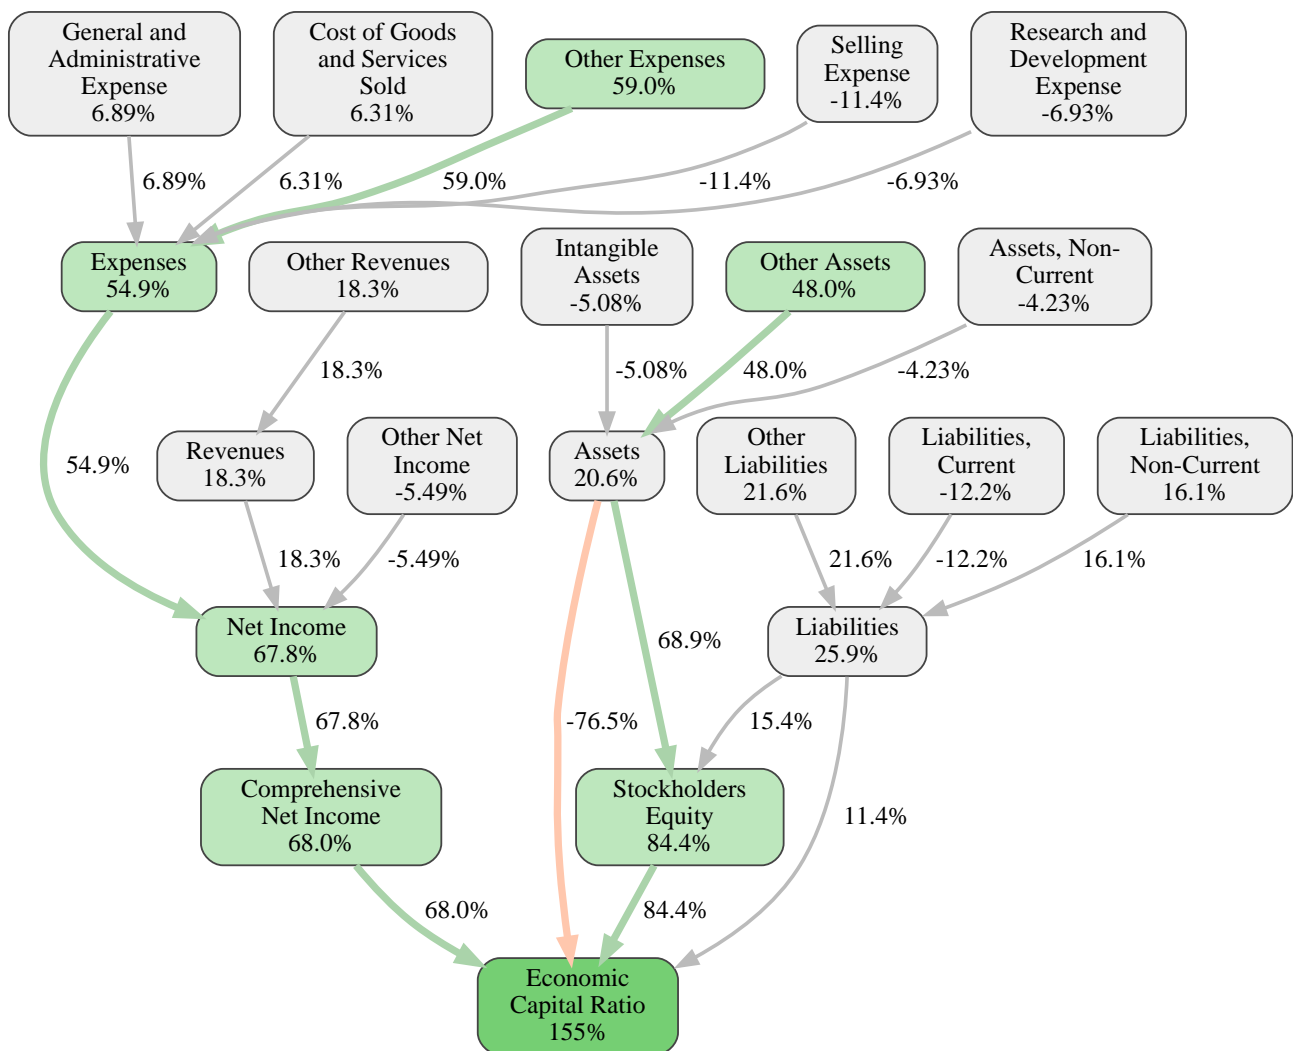 General and
Administrative
Expense
6.89%
Cost of Goods
and Services
Sold
6.31%
Other Expenses
59.0%
Selling
Expense
-11.4%
Research and
Development
Expense
-6.93%
6.89%
6.31%
59.0%
-11.4%
-6.93%
Expenses
54.9%
Other Revenues
18.3%
Intangible
Assets
-5.08%
Other Assets
48.0%
Assets, Non-
Current
-4.23%
18.3%
-5.08%
48.0%
-4.23%
54.9%
Revenues
18.3%
Other Net
Income
-5.49%
Assets
20.6%
Other
Liabilities
21.6%
Liabilities,
Current
-12.2%
Liabilities,
Non-Current
16.1%
18.3%
-5.49%
21.6%
-12.2%
16.1%
Net Income
67.8%
68.9%
Liabilities
25.9%
67.8%
-76.5%
15.4%
Comprehensive
Net Income
68.0%
Stockholders
Equity
84.4%
11.4%
68.0%
84.4%
Economic
Capital Ratio
155%